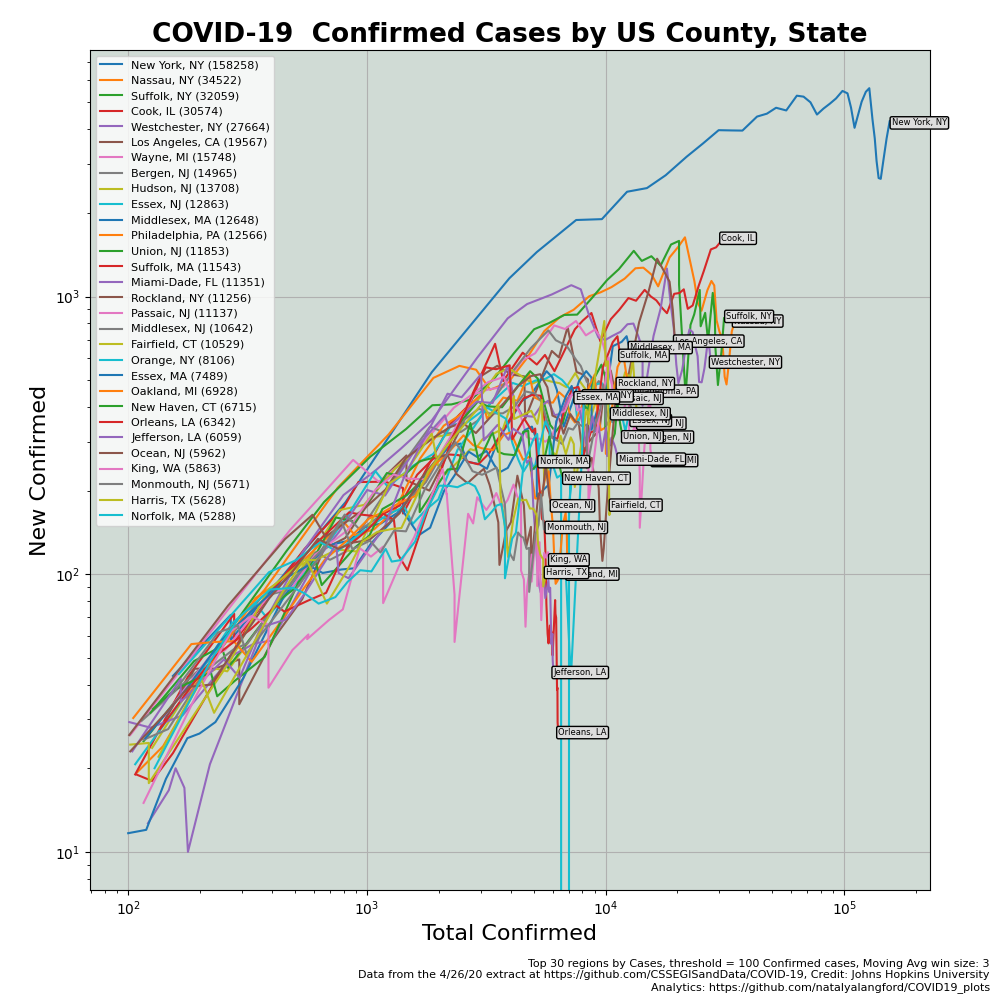 COVID-19  Confirmed Cases by US County, State
New York, NY (158258)
Nassau, NY (34522)
Suffolk, NY (32059)
Cook, IL (30574)
Westchester, NY (27664)
Los Angeles, CA (19567)
Wayne, MI (15748)
Bergen, NJ (14965)
Hudson, NJ (13708)
Essex, NJ (12863)
Middlesex, MA (12648)
Philadelphia, PA (12566)
Union, NJ (11853)
Suffolk, MA (11543)
Miami-Dade, FL (11351)
Rockland, NY (11256)
Passaic, NJ (11137)
Middlesex, NJ (10642)
Fairfield, CT (10529)
Orange, NY (8106)
Essex, MA (7489)
Oakland, MI (6928)
New Haven, CT (6715)
Orleans, LA (6342)
Jefferson, LA (6059)
Ocean, NJ (5962)
King, WA (5863)
Monmouth, NJ (5671)
Harris, TX (5628)
Norfolk, MA (5288)
New York, NY
Cook, IL
Suffolk, NY
Los Angeles, CA
Middlesex, MA
Suffolk, MA
Westchester, NY
Rockland, NY
Essex, MA
Middlesex, NJ
Union, NJ
Norfolk, MA
Miami-Dade, FL
New Haven, CT
Ocean, NJ
Fairfield, CT
Monmouth, NJ
King, WA
Harris, TX
Jefferson, LA
Orleans, LA
New Confirmed
10³
10²
10¹
10²
10³
10⁴
10⁵
Total Confirmed
Top 30 regions by Cases, threshold = 100 Confirmed cases, Moving Avg win size: 3
Data from the 4/26/20 extract at https://github.com/CSSEGISandData/COVID-19, Credit: Johns Hopkins University
Analytics: https://github.com/natalyalangford/COVID19_plots